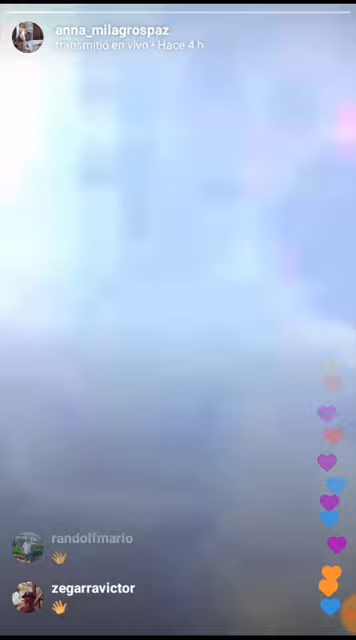 anna_milagrospaz
transmitió en vivo • Hace 4 h
randolfmario
👋
zegarravictor
👋